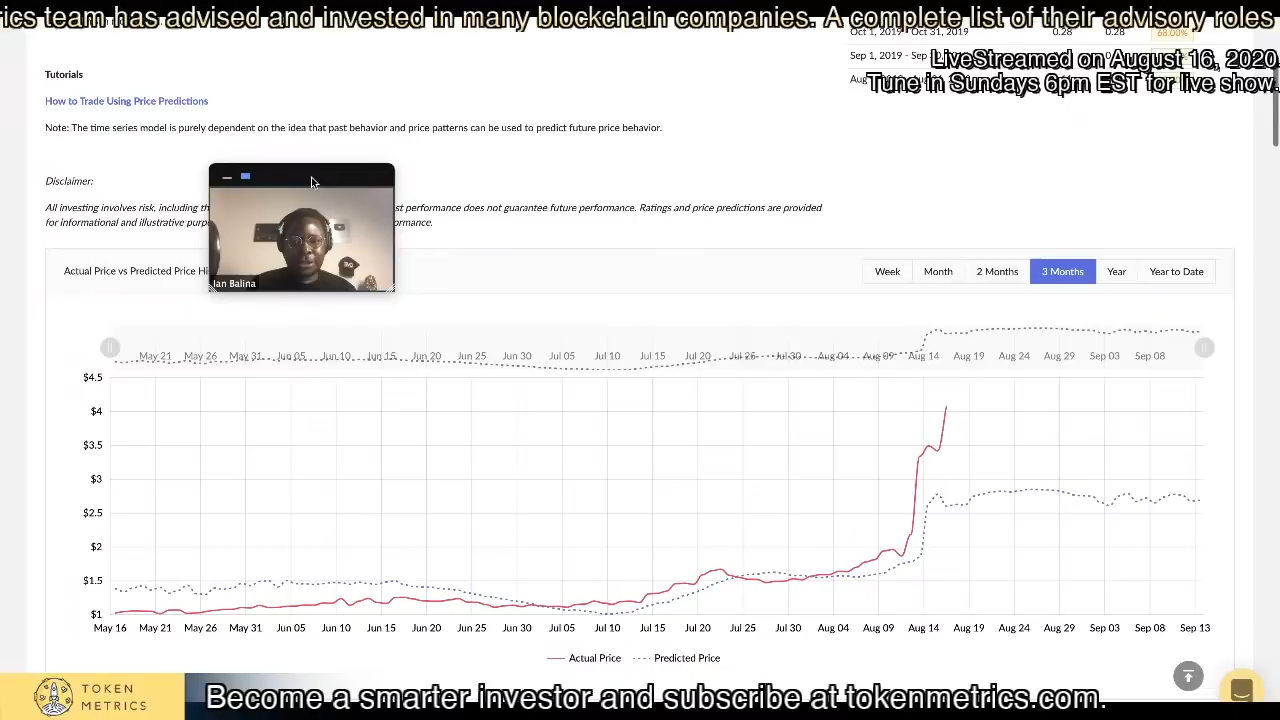 ics team has advised and invested in many blockchain companies. A complete list of their advisory roles
Oct 1, 2019 - Oct 31, 2019 0.28 0.28 68.00%
LiveStreamed on August 16, 2020.
Tune in Sundays 6pm EST for live show.
Sep 1, 2019 - Sep
Tutorials
How to Trade Using Price Predictions
Note: The time series model is purely dependent on the idea that past behavior and price patterns can be used to predict future price behavior.
Disclaimer:
All investing involves risk, including th st performance does not guarantee future performance. Ratings and price predictions are provided
for informational and illustrative purp ormance.
Ian Balina
Actual Price vs Predicted Price Hi
Week Month 2 Months 3 Months Year Year to Date
May 21 May 26 May 31 Jun 05 Jun 10 Jun 15 Jun 20 Jun 25 Jun 30 Jul 05 Jul 10 Jul 15 Jul 20 Jul 25 Jul 30 Aug 04 Aug 09 Aug 14 Aug 19 Aug 24 Aug 29 Sep 03 Sep 08
$4.5
$4
$3.5
$3
$2.5
$2
$1.5
$1
May 16 May 21 May 26 May 31 Jun 05 Jun 10 Jun 15 Jun 20 Jun 25 Jun 30 Jul 05 Jul 10 Jul 15 Jul 20 Jul 25 Jul 30 Aug 04 Aug 09 Aug 14 Aug 19 Aug 24 Aug 29 Sep 03 Sep 08 Sep 13
Actual Price Predicted Price
TOKEN
METRICS
Become a smarter investor and subscribe at tokenmetrics.com.